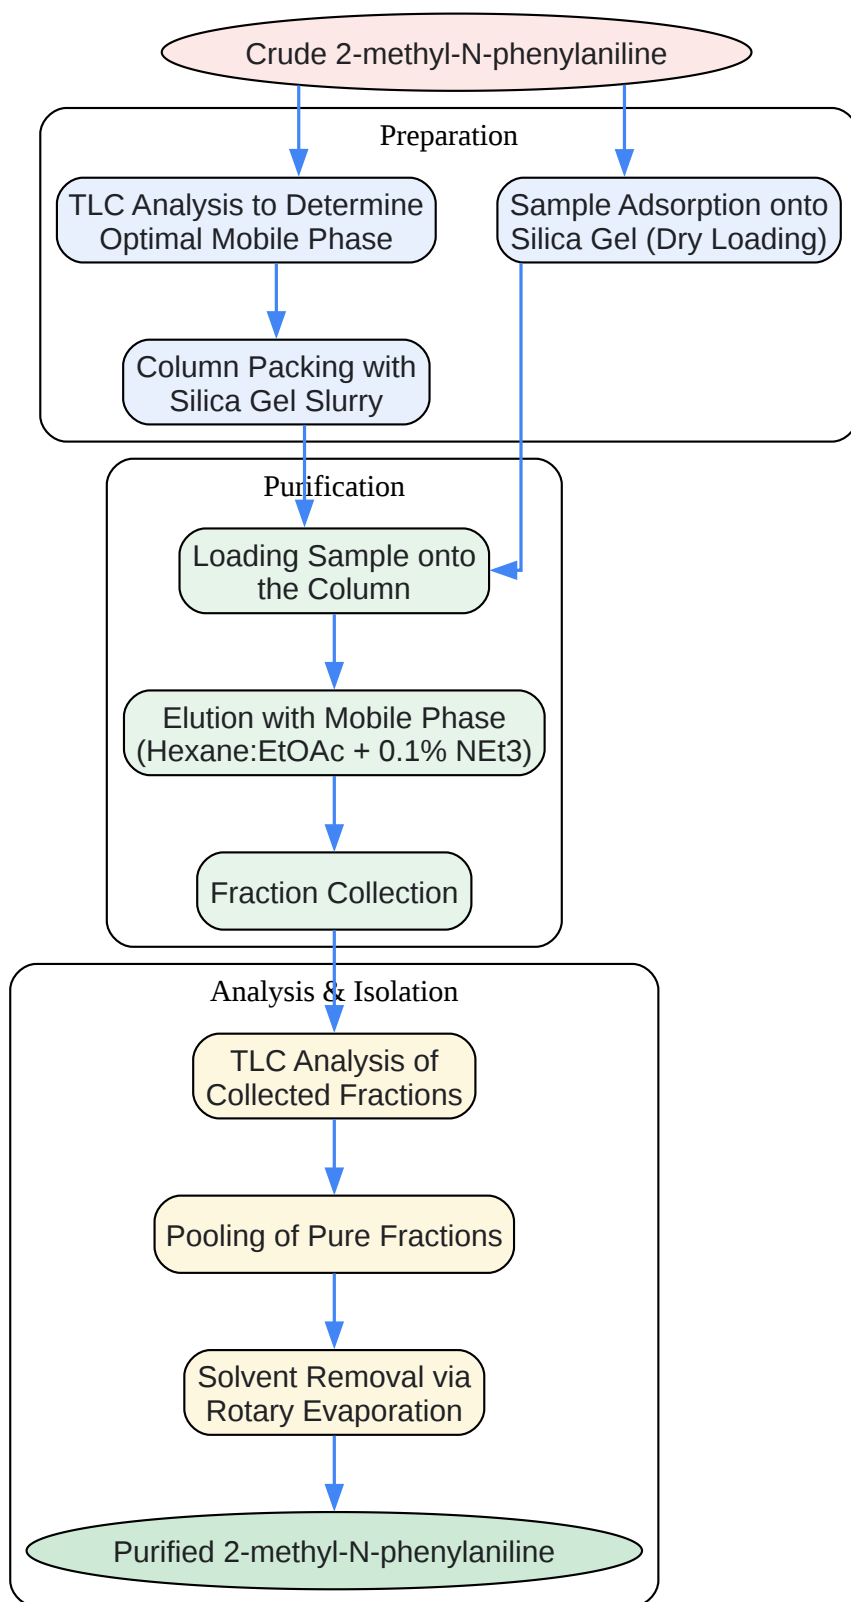 Crude 2-methyl-N-phenylaniline
Preparation
TLC Analysis to Determine
Optimal Mobile Phase
Sample Adsorption onto
Silica Gel (Dry Loading)
Column Packing with
Silica Gel Slurry
Purification
Loading Sample onto
the Column
Elution with Mobile Phase
(Hexane:EtOAc + 0.1% NEt3)
Fraction Collection
Analysis & Isolation
TLC Analysis of
Collected Fractions
Pooling of Pure Fractions
Solvent Removal via
Rotary Evaporation
Purified 2-methyl-N-phenylaniline